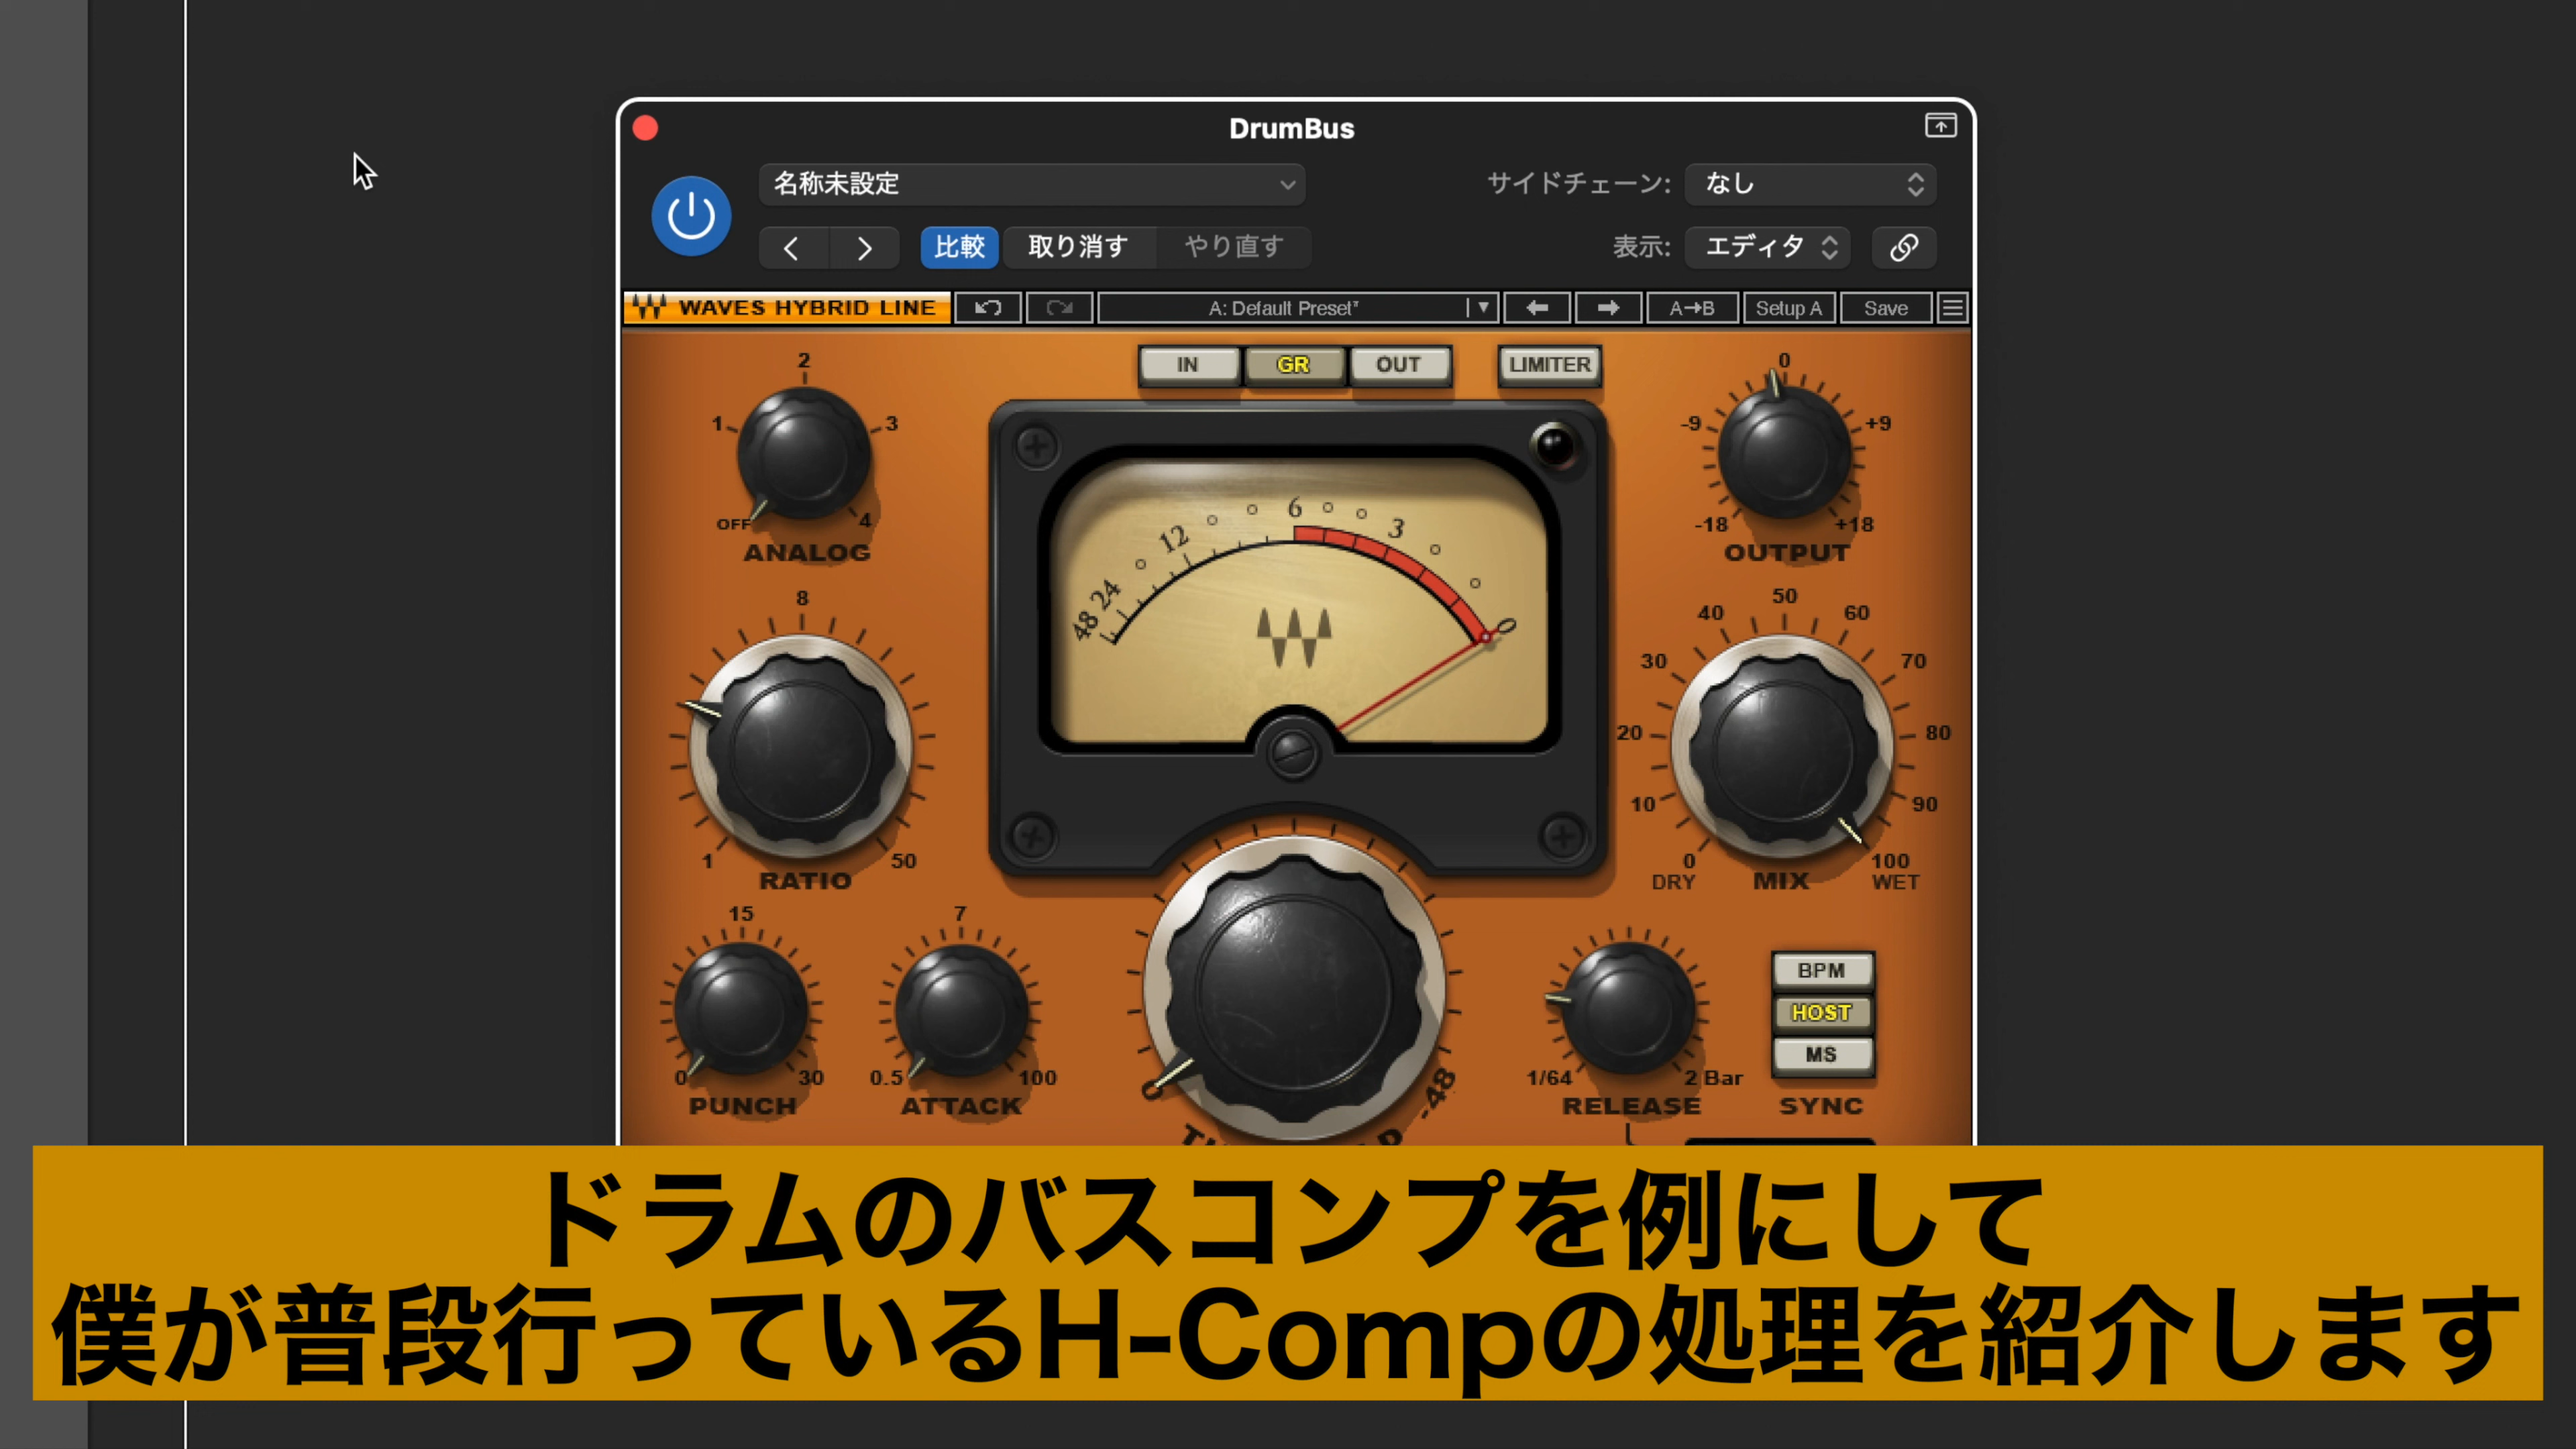 DrumBus
名称未設定
サイドチェーン: なし
比較 取り消す やり直す
表示: エディタ
WAVES HYBRID LINE
A: Default Preset*
A→B
Setup A
Save
IN GR OUT LIMITER
OFF 1 2 3 4
ANALOG
48 24 12 6 3 0
-18 -9 0 +9 +18
OUTPUT
1 8 50
RATIO
0 10 20 30 40 50 60 70 80 90 100
DRY MIX WET
0 15 30
PUNCH
0.5 7 100
ATTACK
0 -48
1/64 2 Bar
RELEASE
BPM
HOST
MS
SYNC
ドラムのバスコンプを例にして
僕が普段行っているH-Compの処理を紹介します